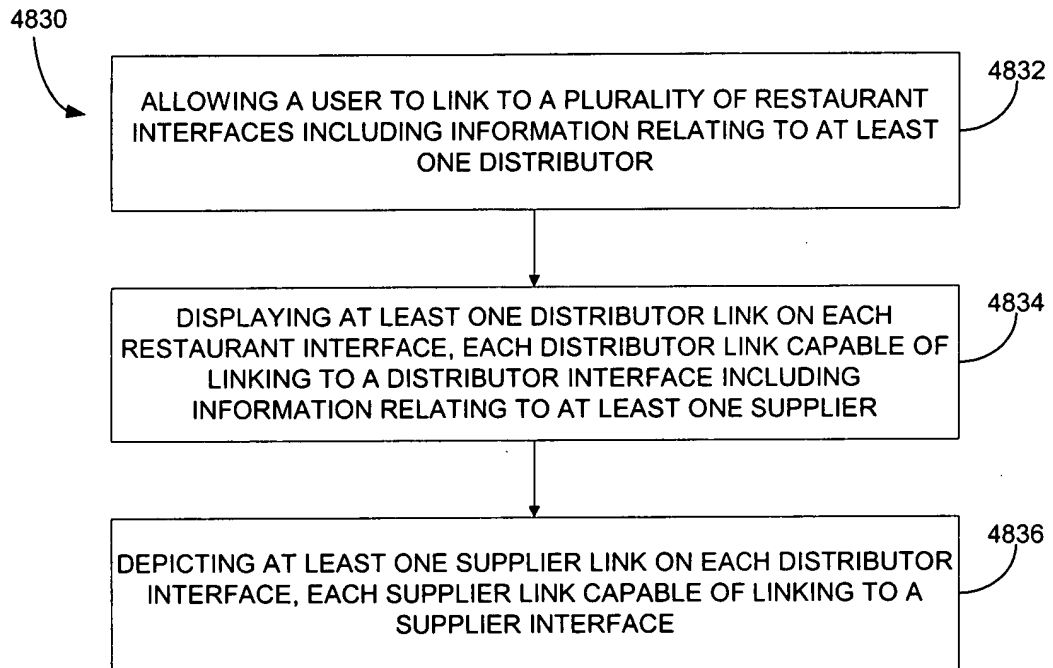 4830
4832
ALLOWING A USER TO LINK TO A PLURALITY OF RESTAURANT
INTERFACES INCLUDING INFORMATION RELATING TO AT LEAST
ONE DISTRIBUTOR
4834
DISPLAYING AT LEAST ONE DISTRIBUTOR LINK ON EACH
RESTAURANT INTERFACE, EACH DISTRIBUTOR LINK CAPABLE OF
LINKING TO A DISTRIBUTOR INTERFACE INCLUDING
INFORMATION RELATING TO AT LEAST ONE SUPPLIER
4836
DEPICTING AT LEAST ONE SUPPLIER LINK ON EACH DISTRIBUTOR
INTERFACE, EACH SUPPLIER LINK CAPABLE OF LINKING TO A
SUPPLIER INTERFACE